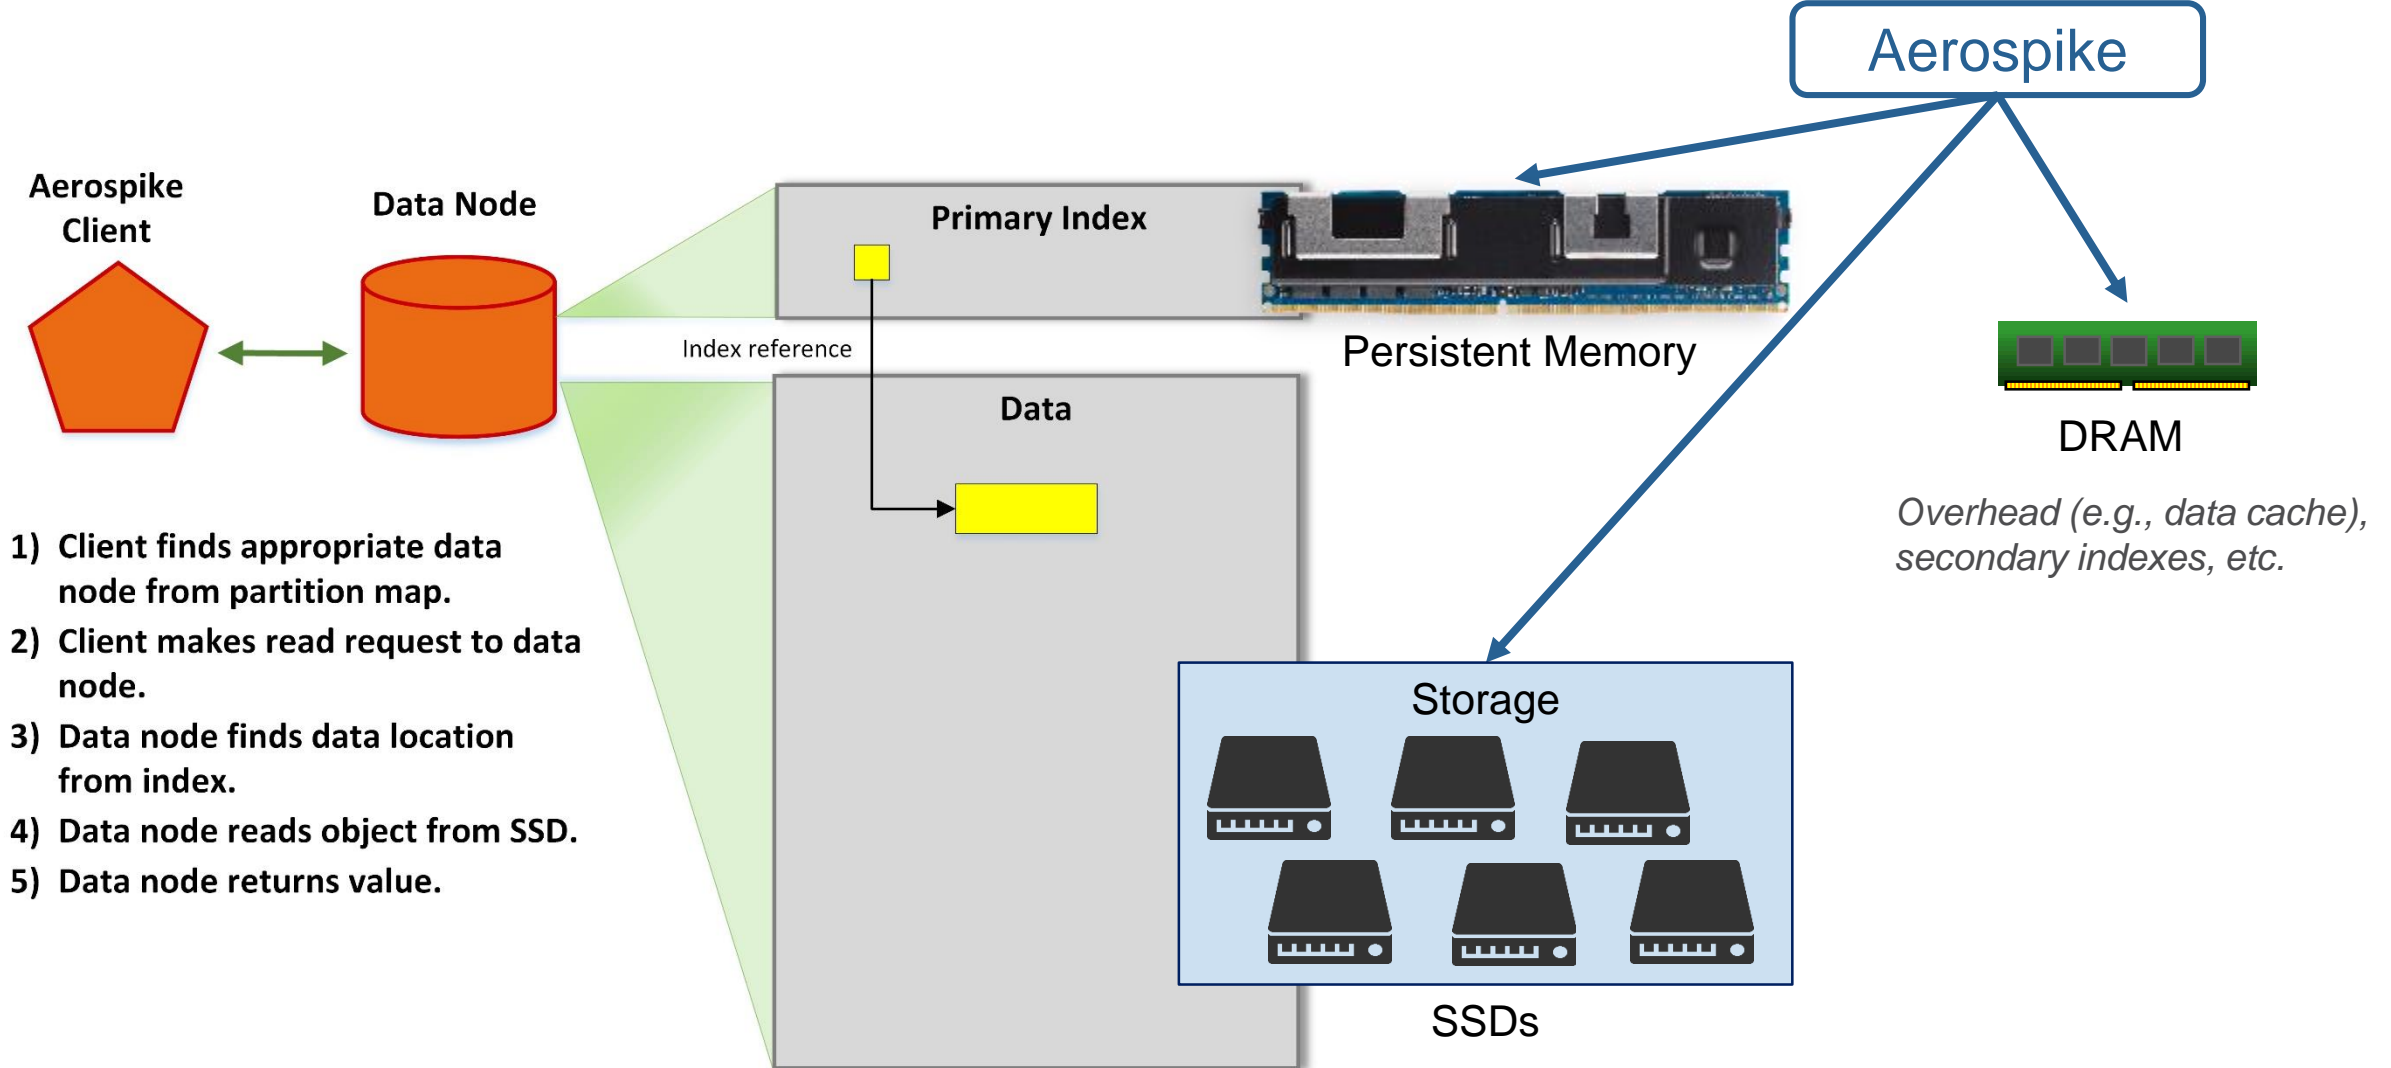 Aerospike
Aerospike
Client
Data Node
Primary Index
Index reference
Persistent Memory
DRAM
Data
Overhead (e.g., data cache),
secondary indexes, etc.
1) Client finds appropriate data
node from partition map.
2) Client makes read request to data
node.
3) Data node finds data location
from index.
4) Data node reads object from SSD.
5) Data node returns value.
Storage
SSDs